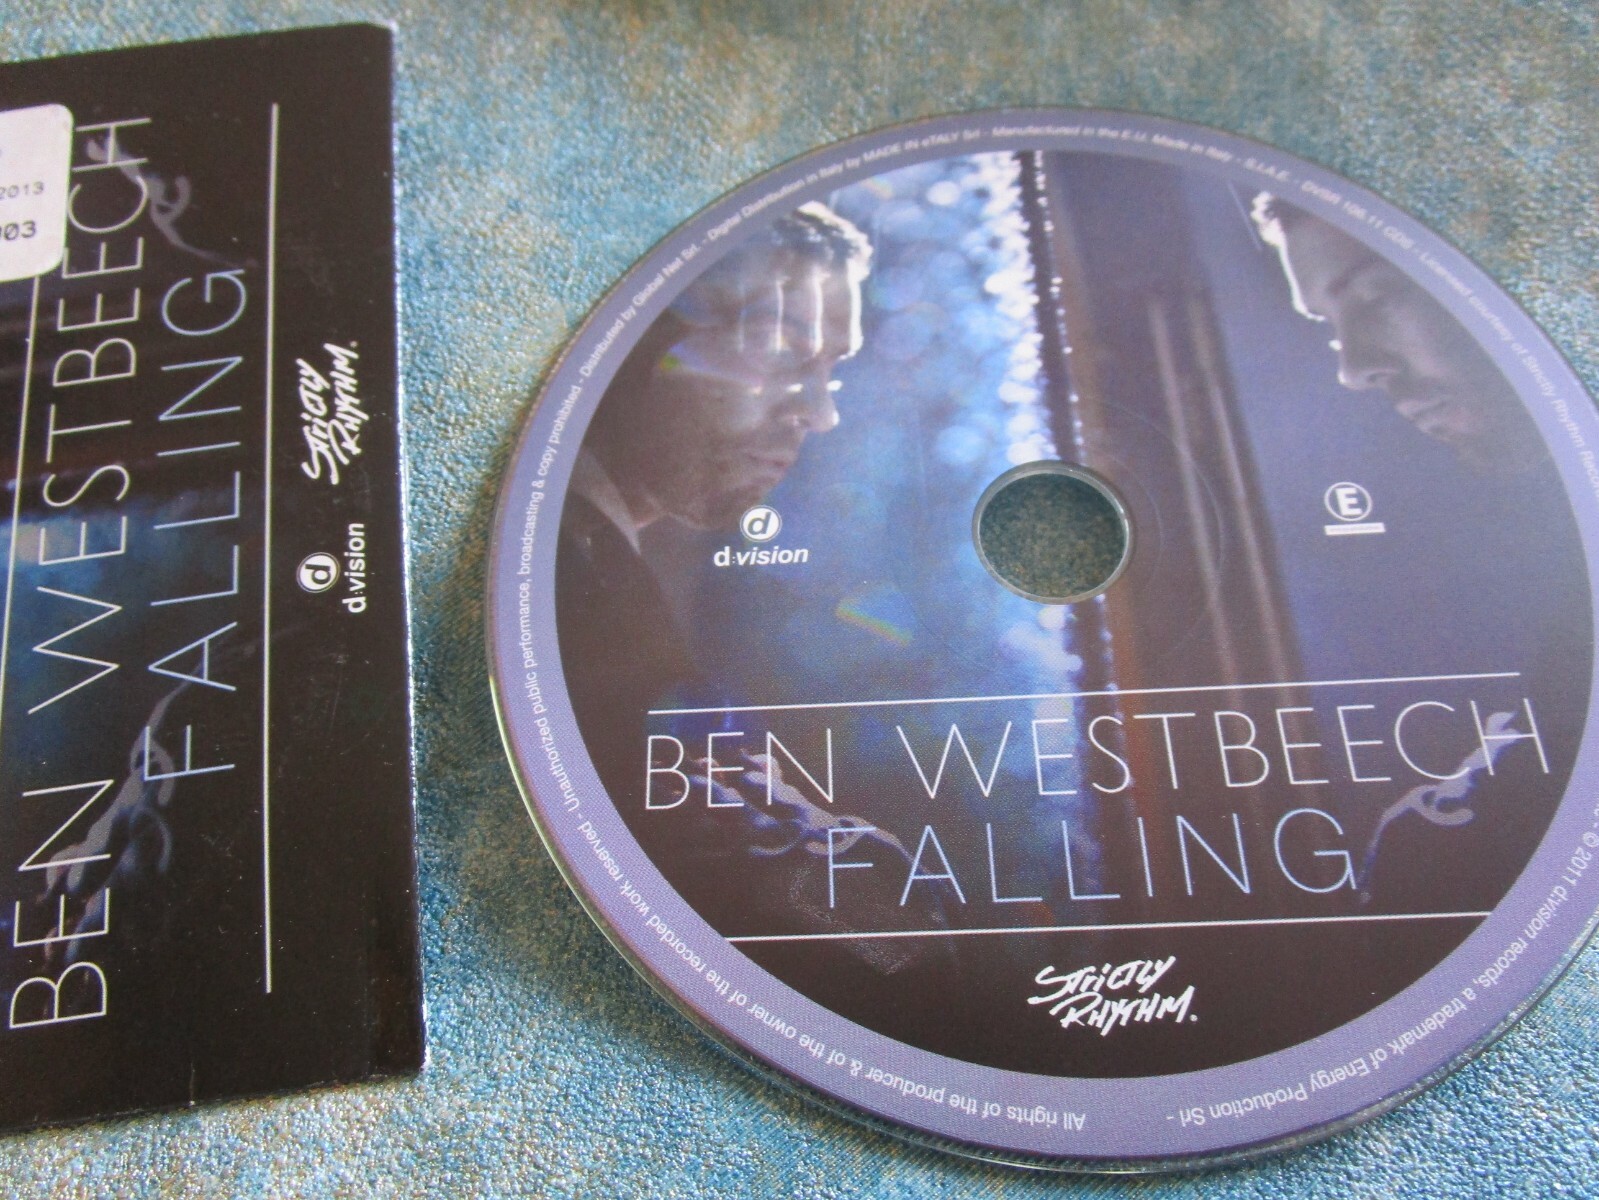 2013
003
BEN WESTBEECH
FALLING
STRICTLY
RHYTHM.
d
d:vision
All rights of the producer & of the owner of the recorded work reserved - Unauthorized public performance, broadcasting & copy prohibited - Distributed by Global Net Srl. - Digital Distribution in Italy by MADE IN eTALY Srl - Manufactured in the E.U. Made in Italy - S.I.A.E. - DVSR 106.11 CDS - Licensed courtesy of Strictly Rhythm
© 2011 d:vision records, a trademark of Energy Production Srl -
d
d:vision
E
BEN WESTBEECH
FALLING
STRICTLY
RHYTHM.